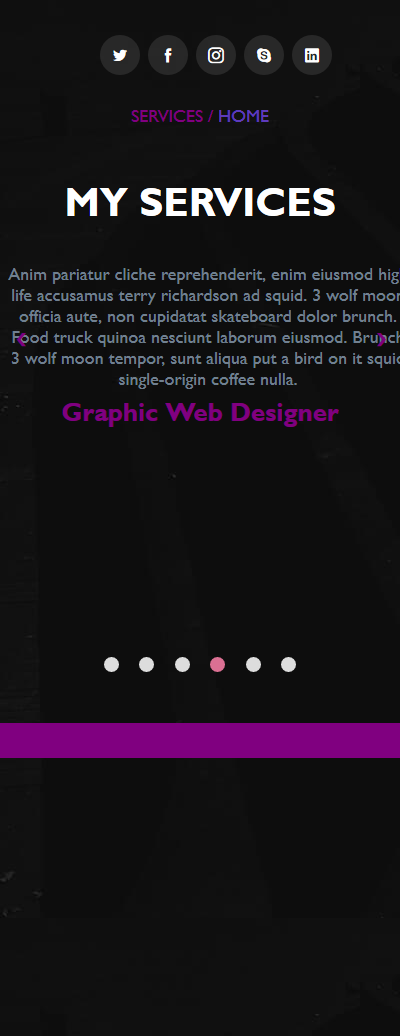 SERVICES / HOME
MY SERVICES
Anim pariatur cliche reprehenderit, enim eiusmod hig
life accusamus terry richardson ad squid. 3 wolf moon
officia aute, non cupidatat skateboard dolor brunch.
Food truck quinoa nesciunt laborum eiusmod. Brunch
3 wolf moon tempor, sunt aliqua put a bird on it squid
single-origin coffee nulla.
Graphic Web Designer